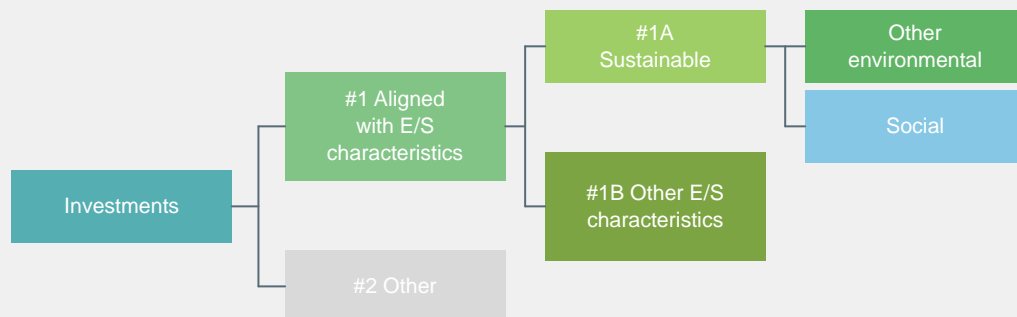 Investments
#1 Aligned
with E/S
characteristics
#2 Other
#1A
Sustainable
#1B Other E/S
characteristics
Other
environmental
Social